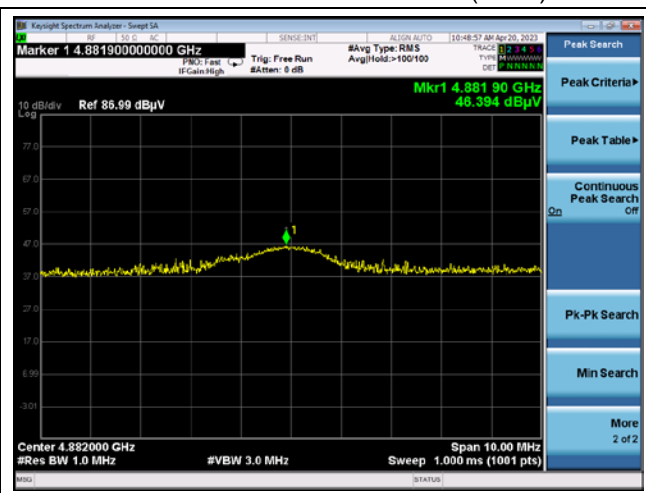 Keysight Spectrum Analyzer - Swept SA
RF 50 Ω AC SENSE:INT ALIGN AUTO 10:48:57 AM Apr 20, 2023
Marker 1 4.881900000000 GHz
PNO: Fast
IFGain:High
Trig: Free Run
#Atten: 0 dB
#Avg Type: RMS
Avg|Hold:>100/100
TRACE 1 2 3 4 5 6
TYPE M WWWWW
DET P N N N N N
Peak Search
Mkr1 4.881 90 GHz
46.394 dBµV
10 dB/div Ref 86.99 dBµV
Log
77.0
67.0
57.0
47.0
37.0
27.0
17.0
6.99
-3.01
1
Peak Criteria
Peak Table
Continuous
Peak Search
On Off
Pk-Pk Search
Min Search
More
2 of 2
Center 4.882000 GHz Span 10.00 MHz
#Res BW 1.0 MHz #VBW 3.0 MHz Sweep 1.000 ms (1001 pts)
MSG STATUS